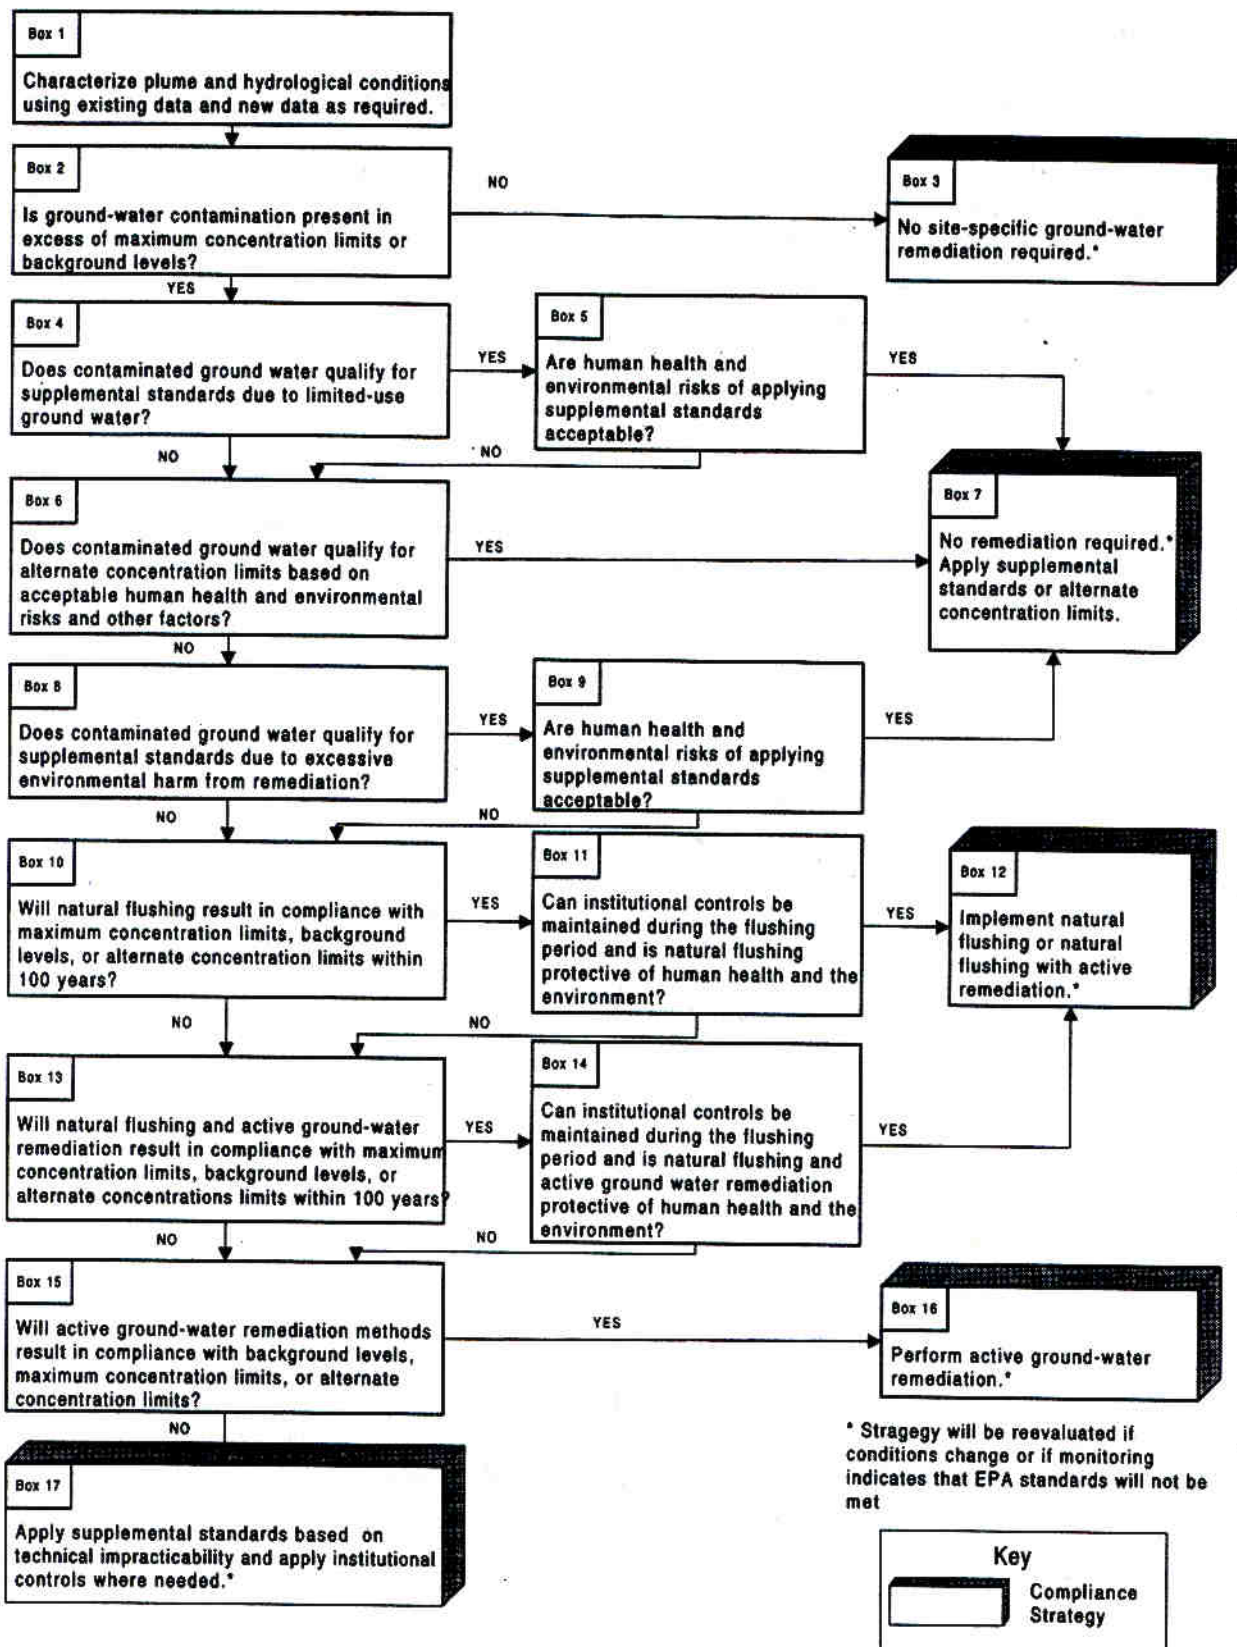 Box 1
Characterize plume and hydrological conditions
using existing data and new data as required.
Box 2
Is ground-water contamination present in
excess of maximum concentration limits or
background levels?
NO
Box 3
No site-specific ground-water
remediation required.*
YES
Box 4
Does contaminated ground water qualify for
supplemental standards due to limited-use
ground water?
YES
Box 5
Are human health and
environmental risks of applying
supplemental standards
acceptable?
YES
NO
NO
Box 6
Does contaminated ground water qualify for
alternate concentration limits based on
acceptable human health and environmental
risks and other factors?
YES
Box 7
No remediation required.*
Apply supplemental
standards or alternate
concentration limits.
NO
Box 8
Does contaminated ground water qualify for
supplemental standards due to excessive
environmental harm from remediation?
YES
Box 9
Are human health and
environmental risks of applying
supplemental standards
acceptable?
YES
NO
NO
Box 10
Will natural flushing result in compliance with
maximum concentration limits, background
levels, or alternate concentration limits within
100 years?
YES
Box 11
Can institutional controls be
maintained during the flushing
period and is natural flushing
protective of human health and the
environment?
YES
Box 12
Implement natural
flushing or natural
flushing with active
remediation.*
NO
NO
Box 13
Will natural flushing and active ground-water
remediation result in compliance with maximum
concentration limits, background levels, or
alternate concentrations limits within 100 years?
YES
Box 14
Can institutional controls be
maintained during the flushing
period and is natural flushing and
active ground water remediation
protective of human health and the
environment?
YES
NO
NO
Box 15
Will active ground-water remediation methods
result in compliance with background levels,
maximum concentration limits, or alternate
concentration limits?
YES
Box 16
Perform active ground-water
remediation.*
NO
Box 17
Apply supplemental standards based on
technical impracticability and apply institutional
controls where needed.*
* Stragegy will be reevaluated if
conditions change or if monitoring
indicates that EPA standards will not be
met
Key
Compliance
Strategy